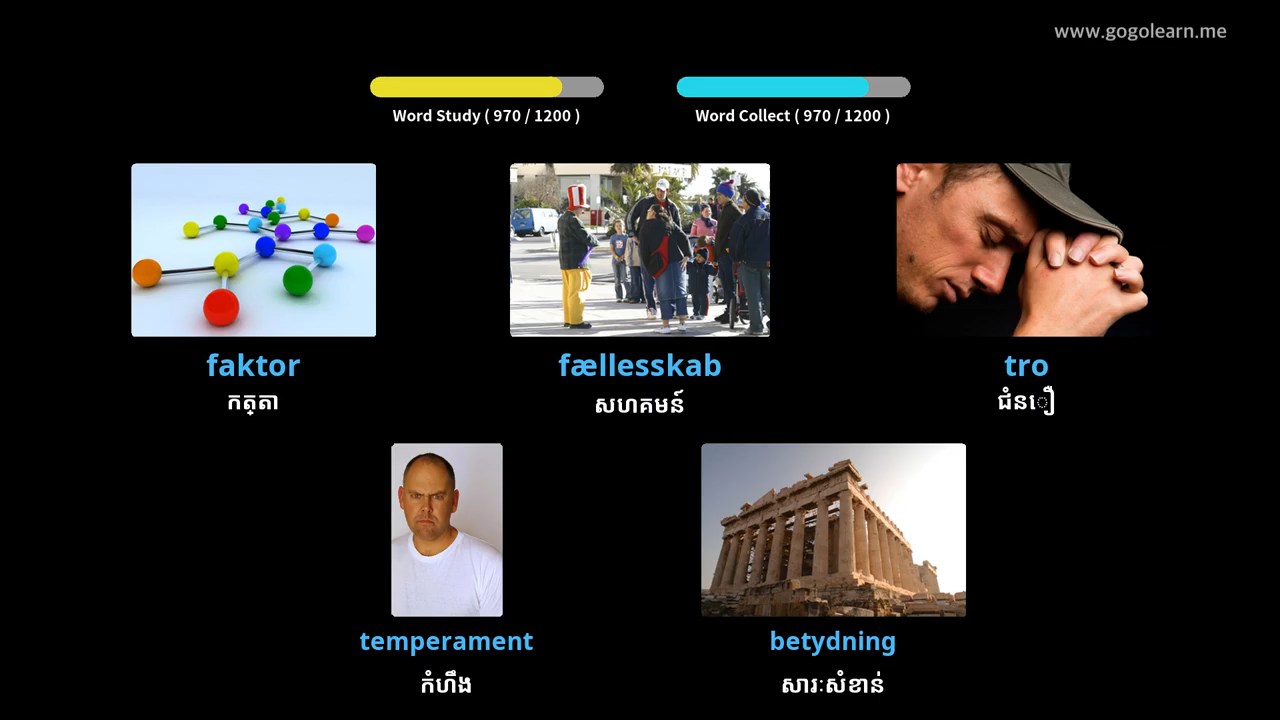 www.gogolearn.me
Word Study ( 970 / 1200 )
Word Collect ( 970 / 1200 )
faktor
fællesskab
tro
កត្តា
សហគមន៍
ជំនឿ
temperament
betydning
កំហឹង
សារៈសំខាន់